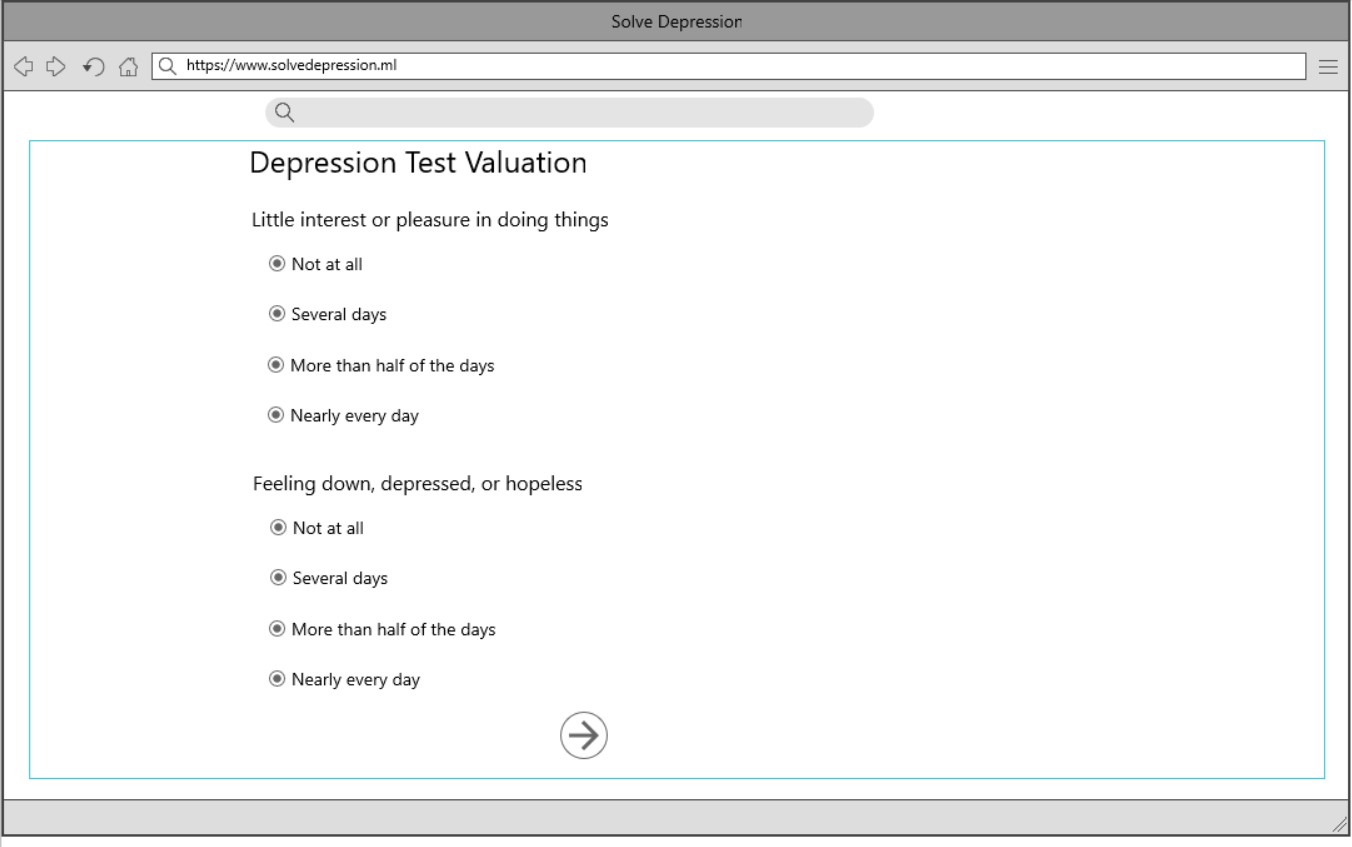 Solve Depression
https://www.solvedepression.ml
Depression Test Valuation
Little interest or pleasure in doing things
Not at all
Several days
More than half of the days
Nearly every day
Feeling down, depressed, or hopeless
Not at all
Several days
More than half of the days
Nearly every day